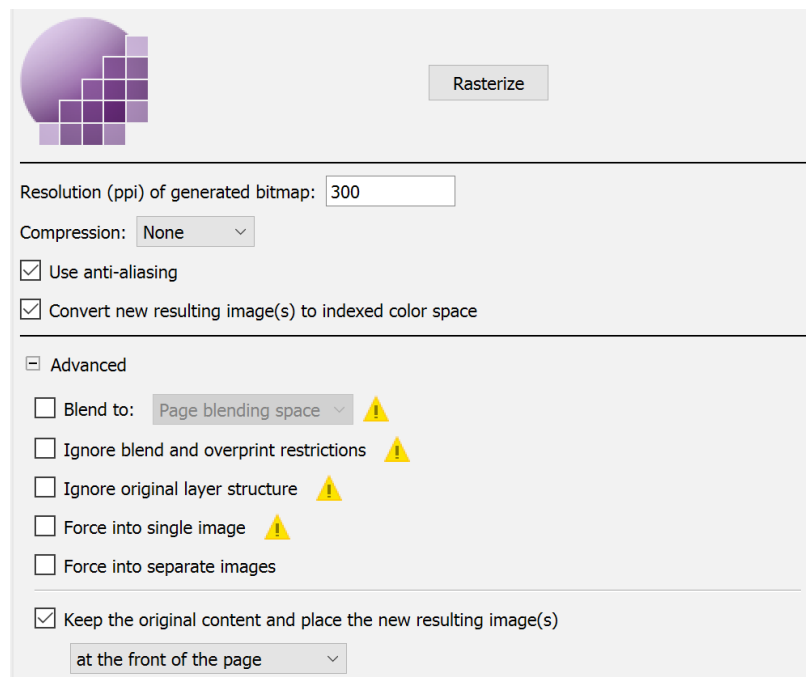 Rasterize
Resolution (ppi) of generated bitmap: 300
Compression: None
Use anti-aliasing
Convert new resulting image(s) to indexed color space
Advanced
Blend to: Page blending space
Ignore blend and overprint restrictions
Ignore original layer structure
Force into single image
Force into separate images
Keep the original content and place the new resulting image(s)
at the front of the page